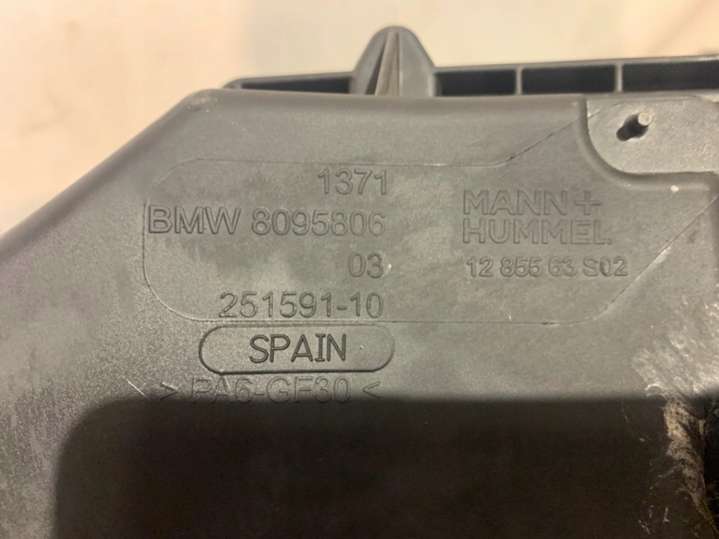 1371
BMW 8095806
03
251591-10
SPAIN
> PA6-GF30 <
MANN+
HUMMEL
12 855 63 S02